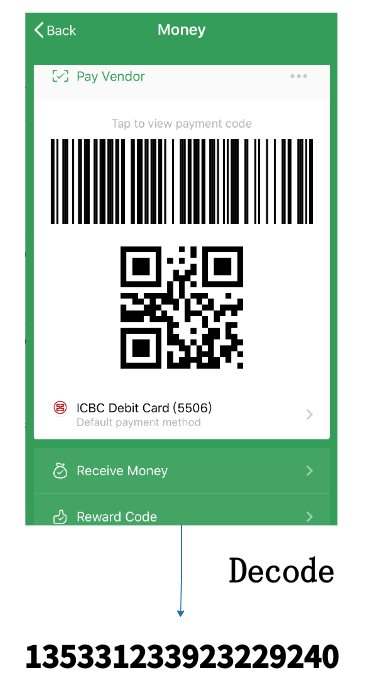 Back
Money
Pay Vendor
Tap to view payment code
ICBC Debit Card (5506)
Default payment method
Receive Money
Reward Code
Decode
135331233923229240